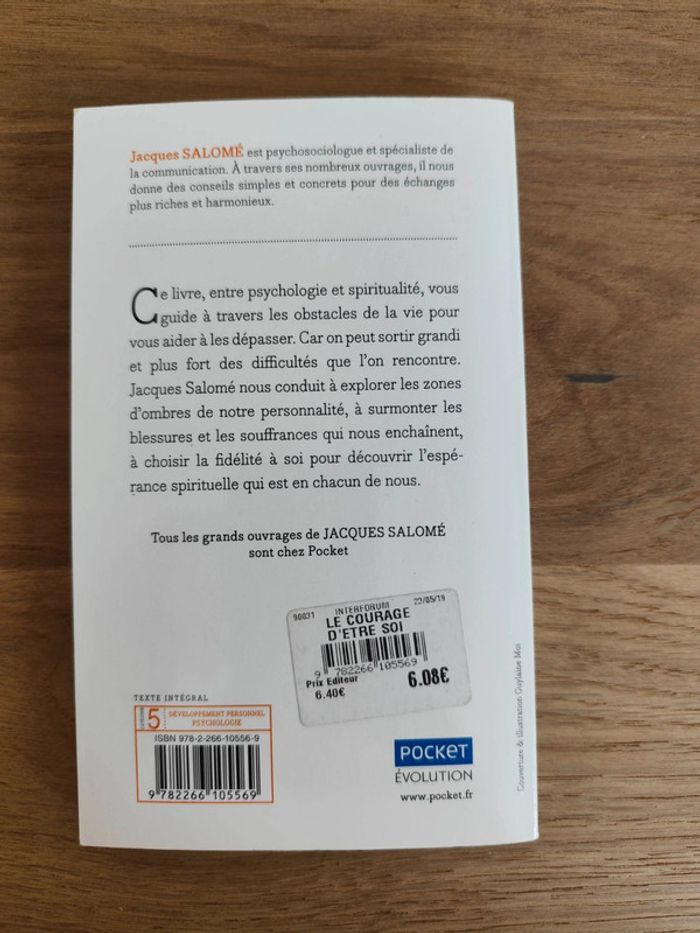 Jacques SALOMÉ est psychosociologue et spécialiste de
la communication. À travers ses nombreux ouvrages, il nous
donne des conseils simples et concrets pour des échanges
plus riches et harmonieux.
Ce livre, entre psychologie et spiritualité, vous
guide à travers les obstacles de la vie pour
vous aider à les dépasser. Car on peut sortir grandi
et plus fort des difficultés que l'on rencontre.
Jacques Salomé nous conduit à explorer les zones
d'ombres de notre personnalité, à surmonter les
blessures et les souffrances qui nous enchaînent,
à choisir la fidélité à soi pour découvrir l'espé-
rance spirituelle qui est en chacun de nous.
Tous les grands ouvrages de JACQUES SALOMÉ
sont chez Pocket
90031 INTERFORUM 22/05/19
LE COURAGE
D'ETRE SOI
9 782266 105569
Prix Editeur 6.08€
6.40€
TEXTE INTÉGRAL
5 DÉVELOPPEMENT PERSONNEL
PSYCHOLOGIE
ISBN 978-2-266-10556-9
9 782266 105569
POCKET
ÉVOLUTION
www.pocket.fr
Couverture & illustration Guylaine Moi